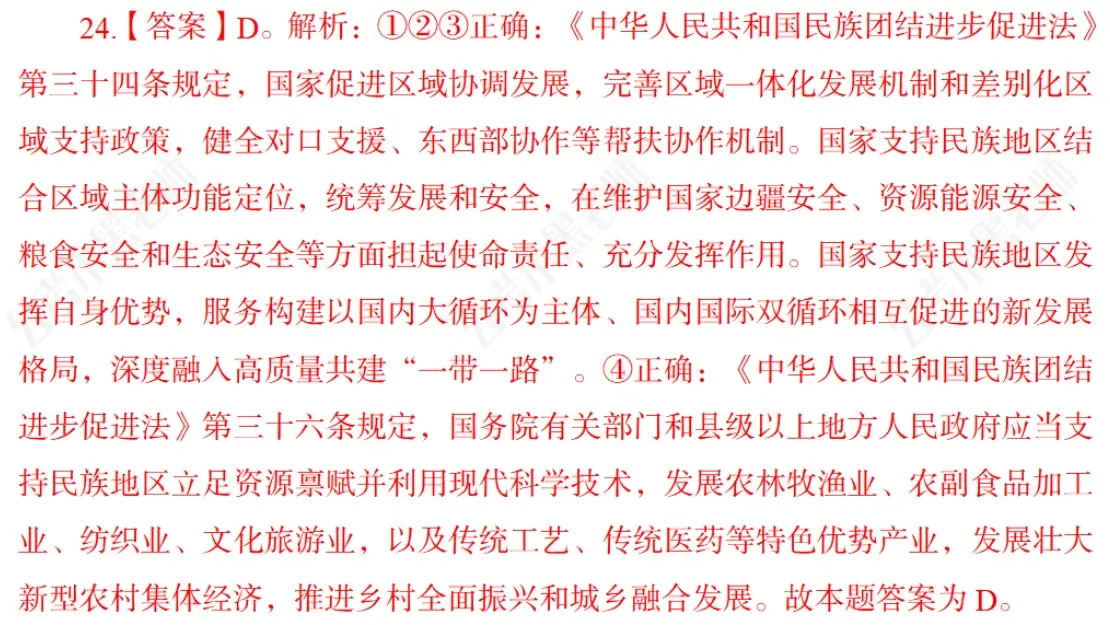 24.【答案】D。解析：①②③正确：《中华人民共和国民族团结进步促进法》
第三十四条规定，国家促进区域协调发展，完善区域一体化发展机制和差别化区
域支持政策，健全对口支援、东西部协作等帮扶协作机制。国家支持民族地区结
合区域主体功能定位，统筹发展和安全，在维护国家边疆安全、资源能源安全、
粮食安全和生态安全等方面担起使命责任、充分发挥作用。国家支持民族地区发
挥自身优势，服务构建以国内大循环为主体、国内国际双循环相互促进的新发展
格局，深度融入高质量共建“一带一路”。④正确：《中华人民共和国民族团结
进步促进法》第三十六条规定，国务院有关部门和县级以上地方人民政府应当支
持民族地区立足资源禀赋并利用现代科学技术，发展农林牧渔业、农副食品加工
业、纺织业、文化旅游业，以及传统工艺、传统医药等特色优势产业，发展壮大
新型农村集体经济，推进乡村全面振兴和城乡融合发展。故本题答案为 D。